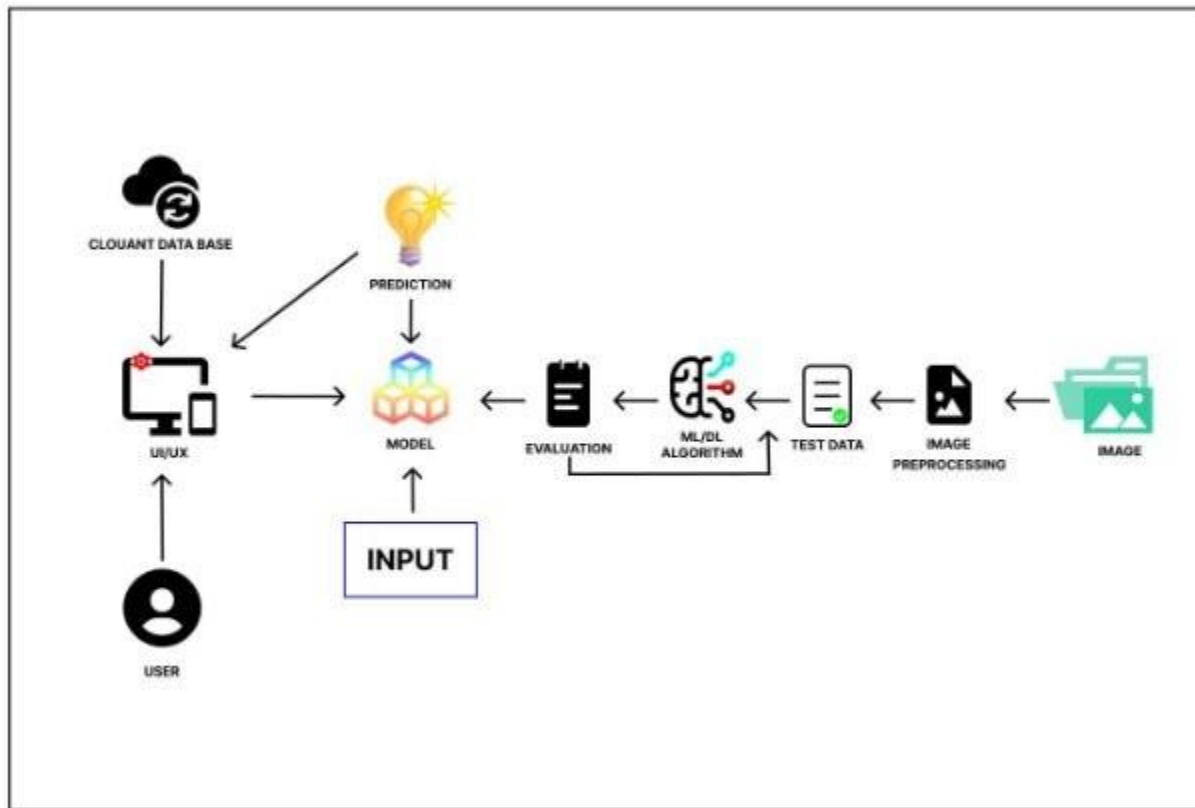 CLOUANT DATA BASE
PREDICTION
UI/UX
MODEL
EVALUATION
ML/DL
ALGORITHM
TEST DATA
IMAGE
PREPROCESSING
IMAGE
INPUT
USER